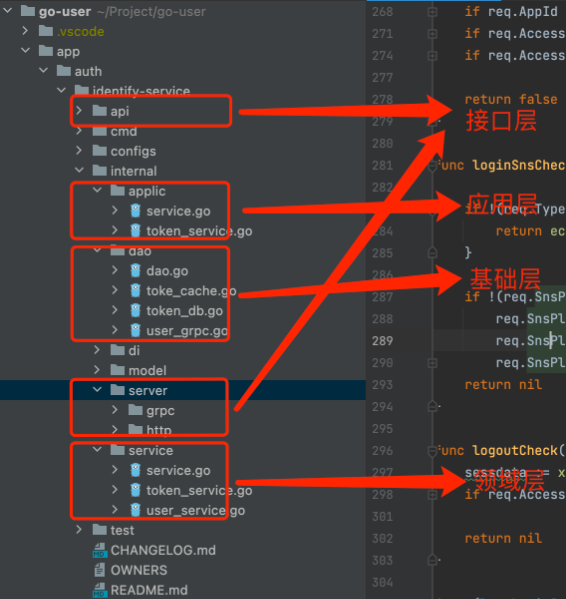 go-user ~/Project/go-user
.vscode
app
auth
identify-service
api
cmd
configs
internal
applic
service.go
token_service.go
dao
dao.go
toke_cache.go
token_db.go
user_grpc.go
di
model
server
grpc
http
service
service.go
token_service.go
user_service.go
test
CHANGELOG.md
OWNERS
README.md
接口层
应用层
基础层
领域层
268 if req.AppId
271 if req.Access
274 if req.Access
277
278 return false
279
280
281 func loginSnsChec
282
if !(req.Type
284 return ec
285 }
286
287 if !(req.SnsP
288 req.SnsPl
289 req.SnsPl
290 req.SnsPl
293 return nil
294
295
296 func logoutCheck(
297 sessdata := x
298 if req.Access
301
302 return nil
303
304